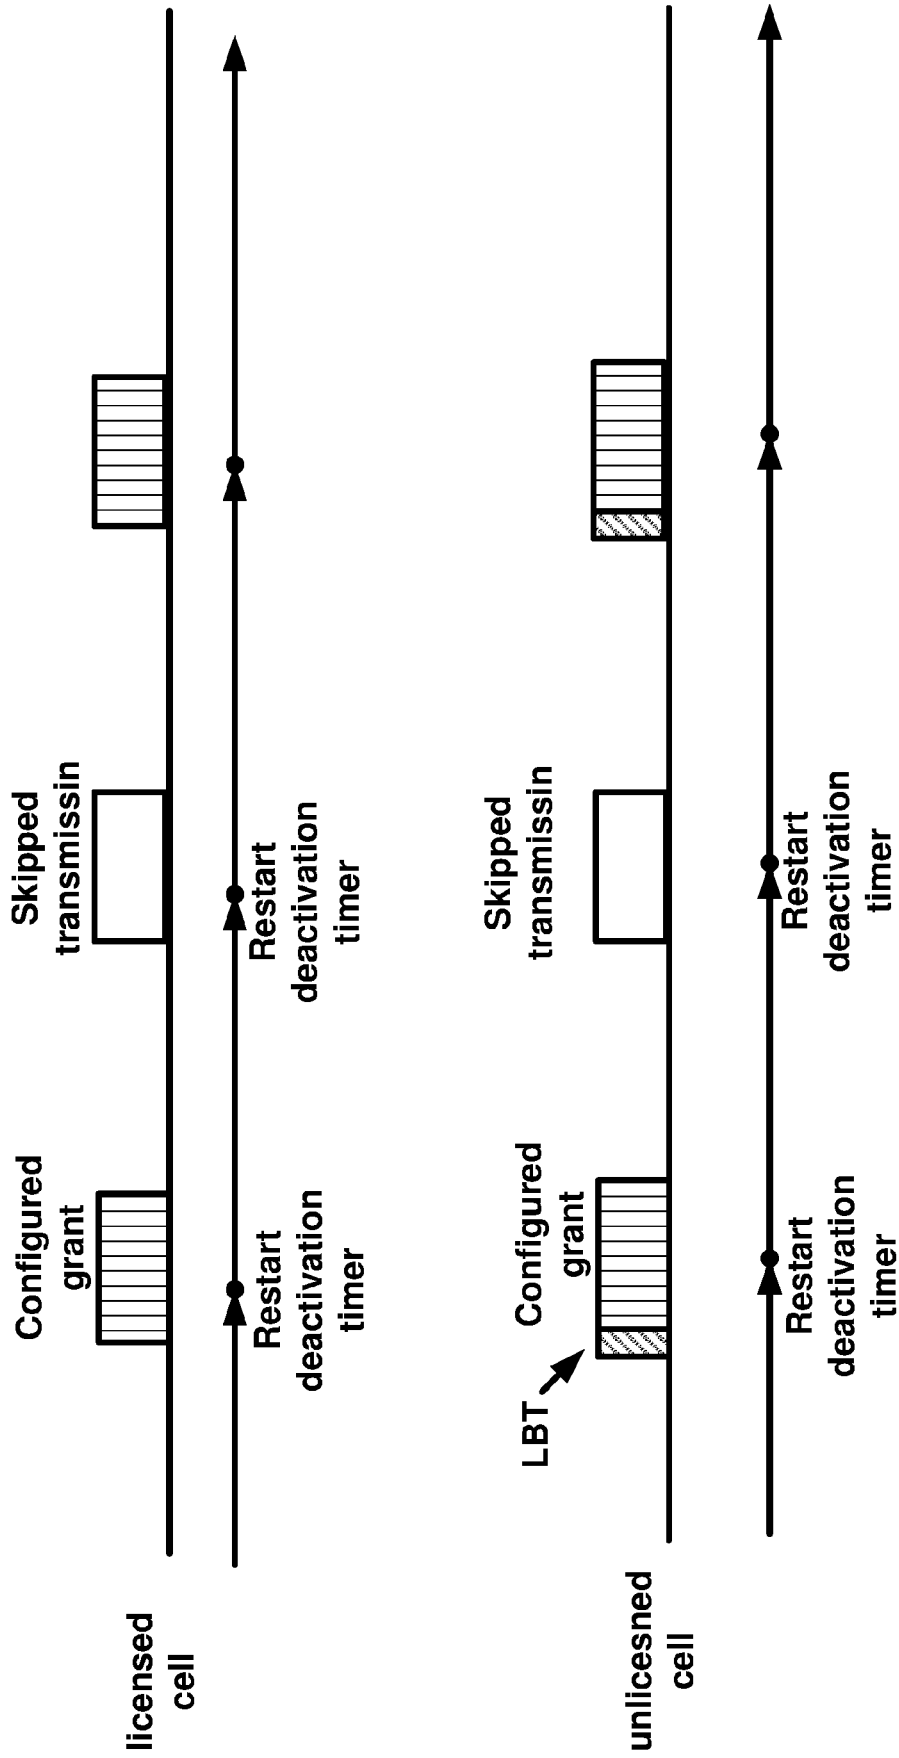 licensed
cell
Configured
grant
Restart
deactivation
timer
Skipped
transmissin
Restart
deactivation
timer
unlicesned
cell
LBT
Configured
grant
Restart
deactivation
timer
Skipped
transmissin
Restart
deactivation
timer